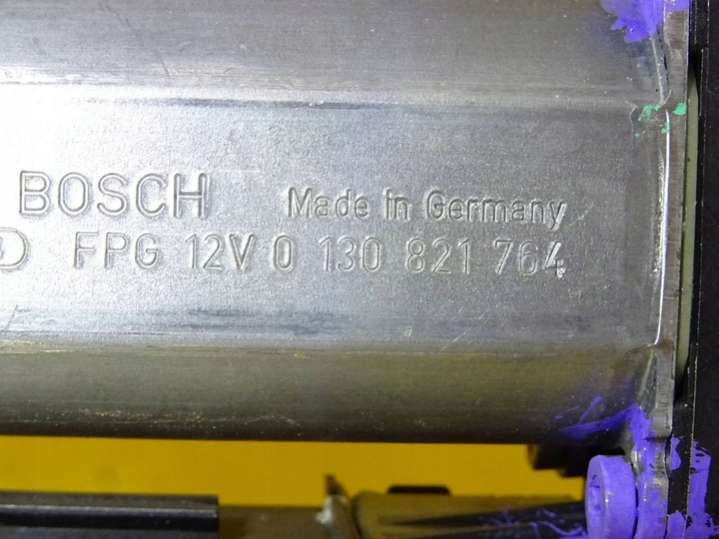 BOSCH Made in Germany
FPG 12V 0 130 821 764